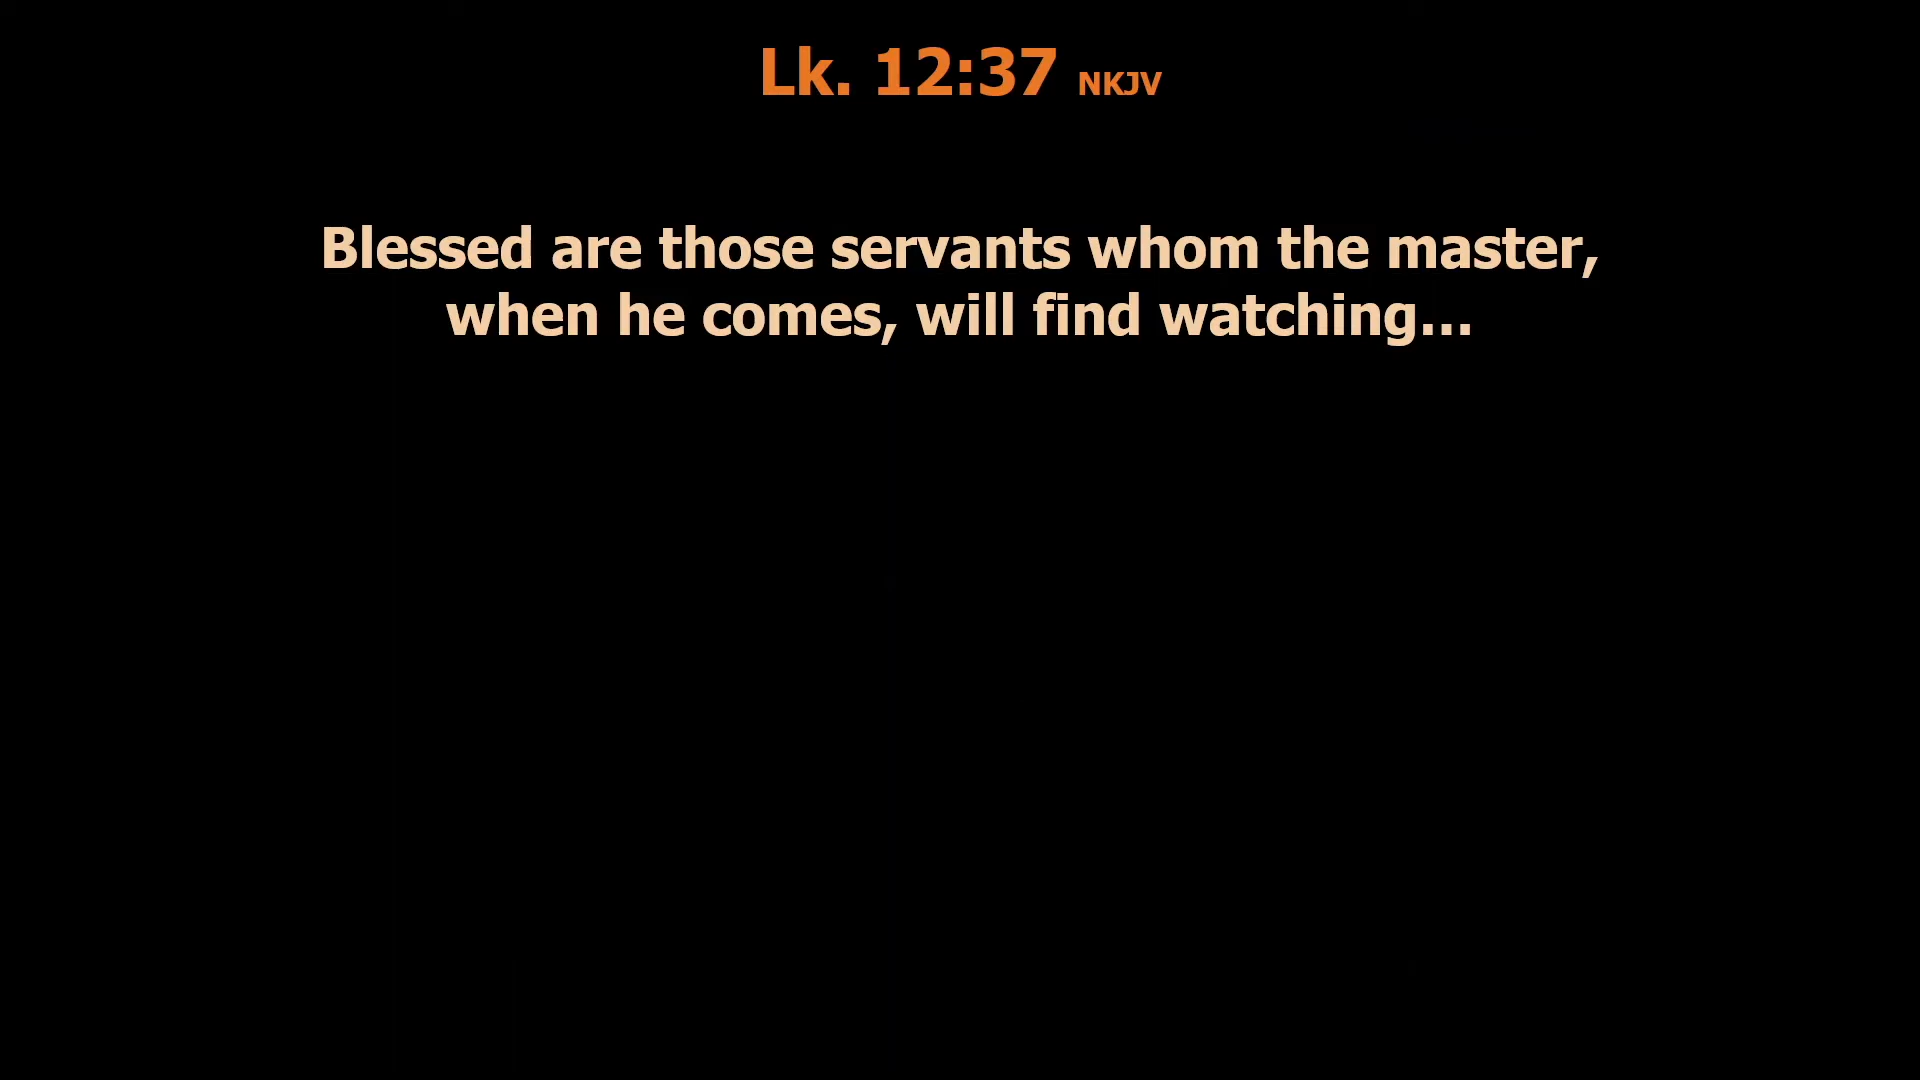 Lk. 12:37 NKJV
Blessed are those servants whom the master,
when he comes, will find watching...